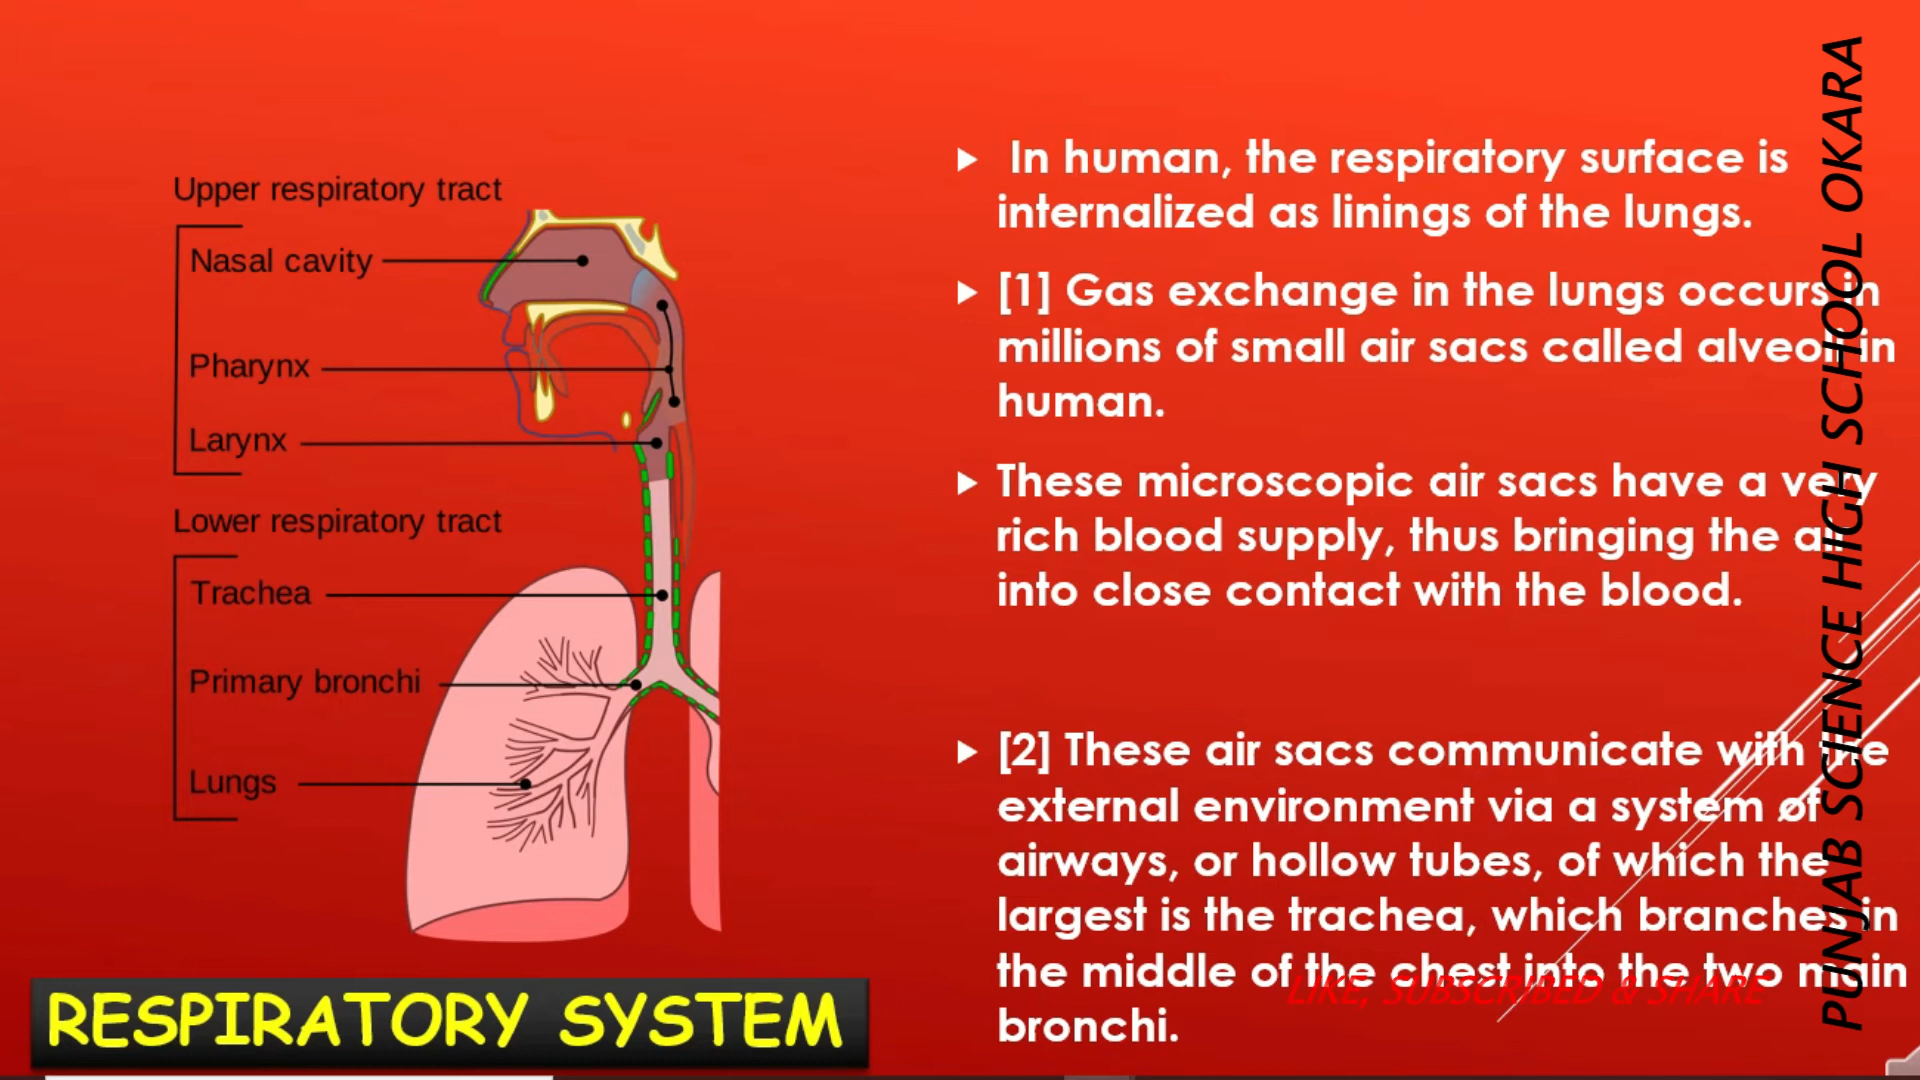 Upper respiratory tract
Nasal cavity
Pharynx
Larynx
Lower respiratory tract
Trachea
Primary bronchi
Lungs
RESPIRATORY SYSTEM
In human, the respiratory surface is
internalized as linings of the lungs.
[1] Gas exchange in the lungs occurs in
millions of small air sacs called alveoli in
human.
These microscopic air sacs have a very
rich blood supply, thus bringing the air
into close contact with the blood.
[2] These air sacs communicate with the
external environment via a system of
airways, or hollow tubes, of which the
largest is the trachea, which branches in
the middle of the chest into the two main
bronchi.
LIKE, SUBSCRIBED & SHARE
PUNJAB SCIENCE HIGH SCHOOL OKARA